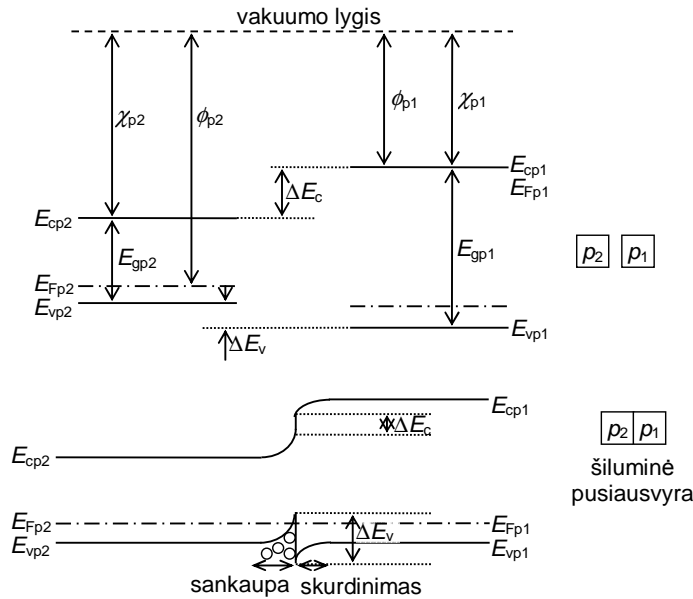 vakuumo lygis
χp2
ϕp2
ϕp1
χp1
Ecp1
EFp1
ΔEc
Ecp2
Egp2
Egp1
p2 p1
EFp2
Evp2
Evp1
ΔEv
Ecp1
ΔEc
p2 p1
Ecp2
šiluminė
pusiausvyra
EFp2
EFp1
ΔEv
Evp2
Evp1
sankaupa skurdinimas